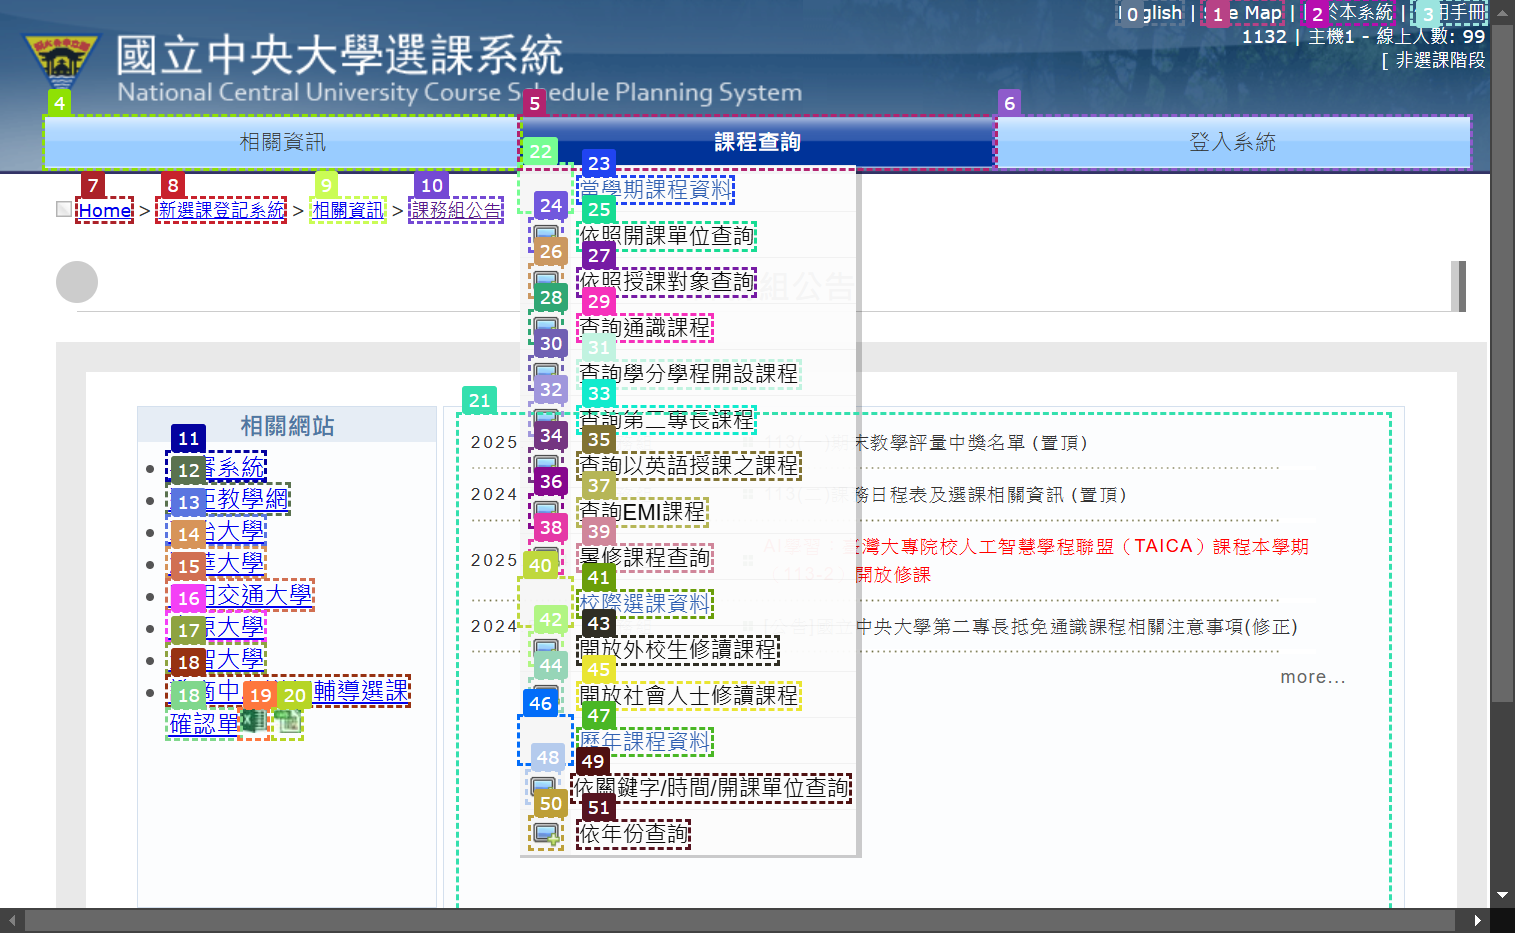 0 English | 1 Site Map | 2 於本系統 | 3 用手冊
1132 | 主機1 - 線上人數: 99
[ 非選課階段
國立中央大學選課系統
National Central University Course Schedule Planning System
4 5 6
相關資訊 課程查詢 登入系統
7 8 9 10
Home > 新選課登記系統 > 相關資訊 > 課務組公告
組公告
相關網站
11
12 系統
13 教學網
14 大學
15 大學
16 交通大學
17 大學
18 大學
18 19 20 輔導選課
確認單
21
22 23
當學期課程資料
24 25
依照開課單位查詢
26 27
依照授課對象查詢
28 29
查詢通識課程
30 31
查詢學分學程開設課程
32 33
查詢第二專長課程
34 35
查詢以英語授課之課程
36 37
查詢EMI課程
38 39
暑修課程查詢
40 41
校際選課資料
42 43
開放外校生修讀課程
44 45
開放社會人士修讀課程
46 47
歷年課程資料
48 49
依關鍵字/時間/開課單位查詢
50 51
依年份查詢
2025 113(一)期末教學評量中獎名單 (置頂)
2024 113(二)課務日程表及選課相關資訊 (置頂)
2025 臺灣大專院校人工智慧學程聯盟（TAICA）課程本學期
開放修課
2024 中央大學第二專長抵免通識課程相關注意事項(修正)
more...